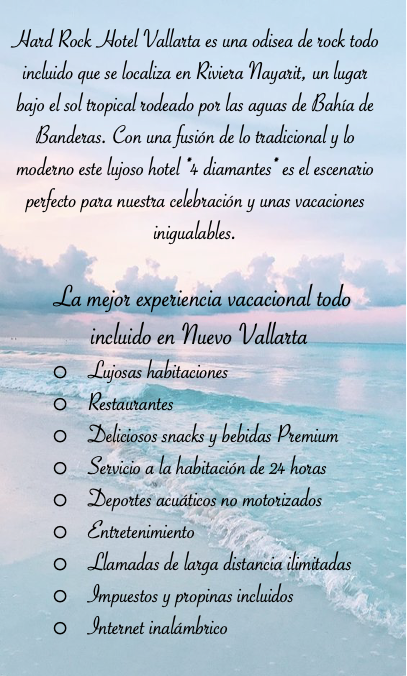 Hard Rock Hotel Vallarta es una odisea de rock todo
incluido que se localiza en Riviera Nayarit, un lugar
bajo el sol tropical rodeado por las aguas de Bahía de
Banderas. Con una fusión de lo tradicional y lo
moderno este lujoso hotel "4 diamantes" es el escenario
perfecto para nuestra celebración y unas vacaciones
inigualables.
La mejor experiencia vacacional todo
incluido en Nuevo Vallarta
o Lujosas habitaciones
o Restaurantes
o Deliciosos snacks y bebidas Premium
o Servicio a la habitación de 24 horas
o Deportes acuáticos no motorizados
o Entretenimiento
o Llamadas de larga distancia ilimitadas
o Impuestos y propinas incluidos
o Internet inalámbrico